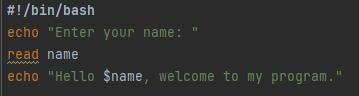 #!/bin/bash
echo "Enter your name: "
read name
echo "Hello $name, welcome to my program."